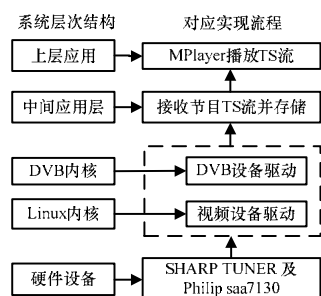 系统层次结构 对应实现流程
上层应用 MPlayer播放TS流
中间应用层 接收节目TS流并存储
DVB内核 DVB设备驱动
Linux内核 视频设备驱动
硬件设备 SHARP TUNER 及
Philip saa7130